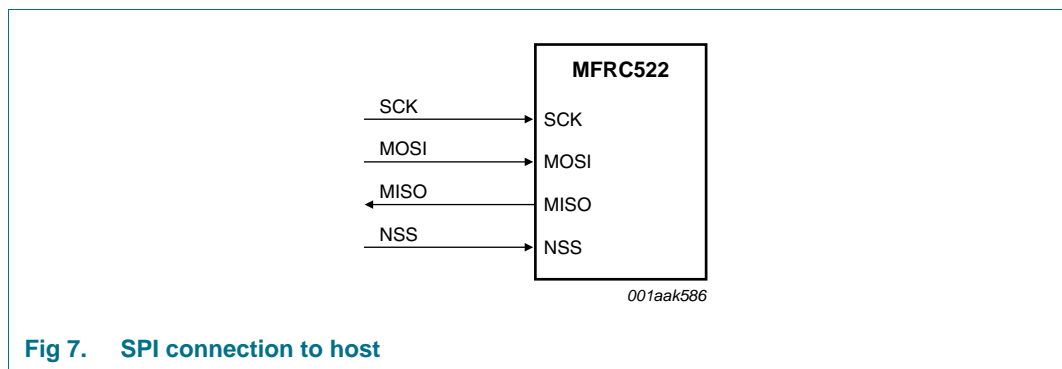 MFRC522
SCK
SCK
MOSI
MOSI
MISO
MISO
NSS
NSS
001aak586
Fig 7. SPI connection to host